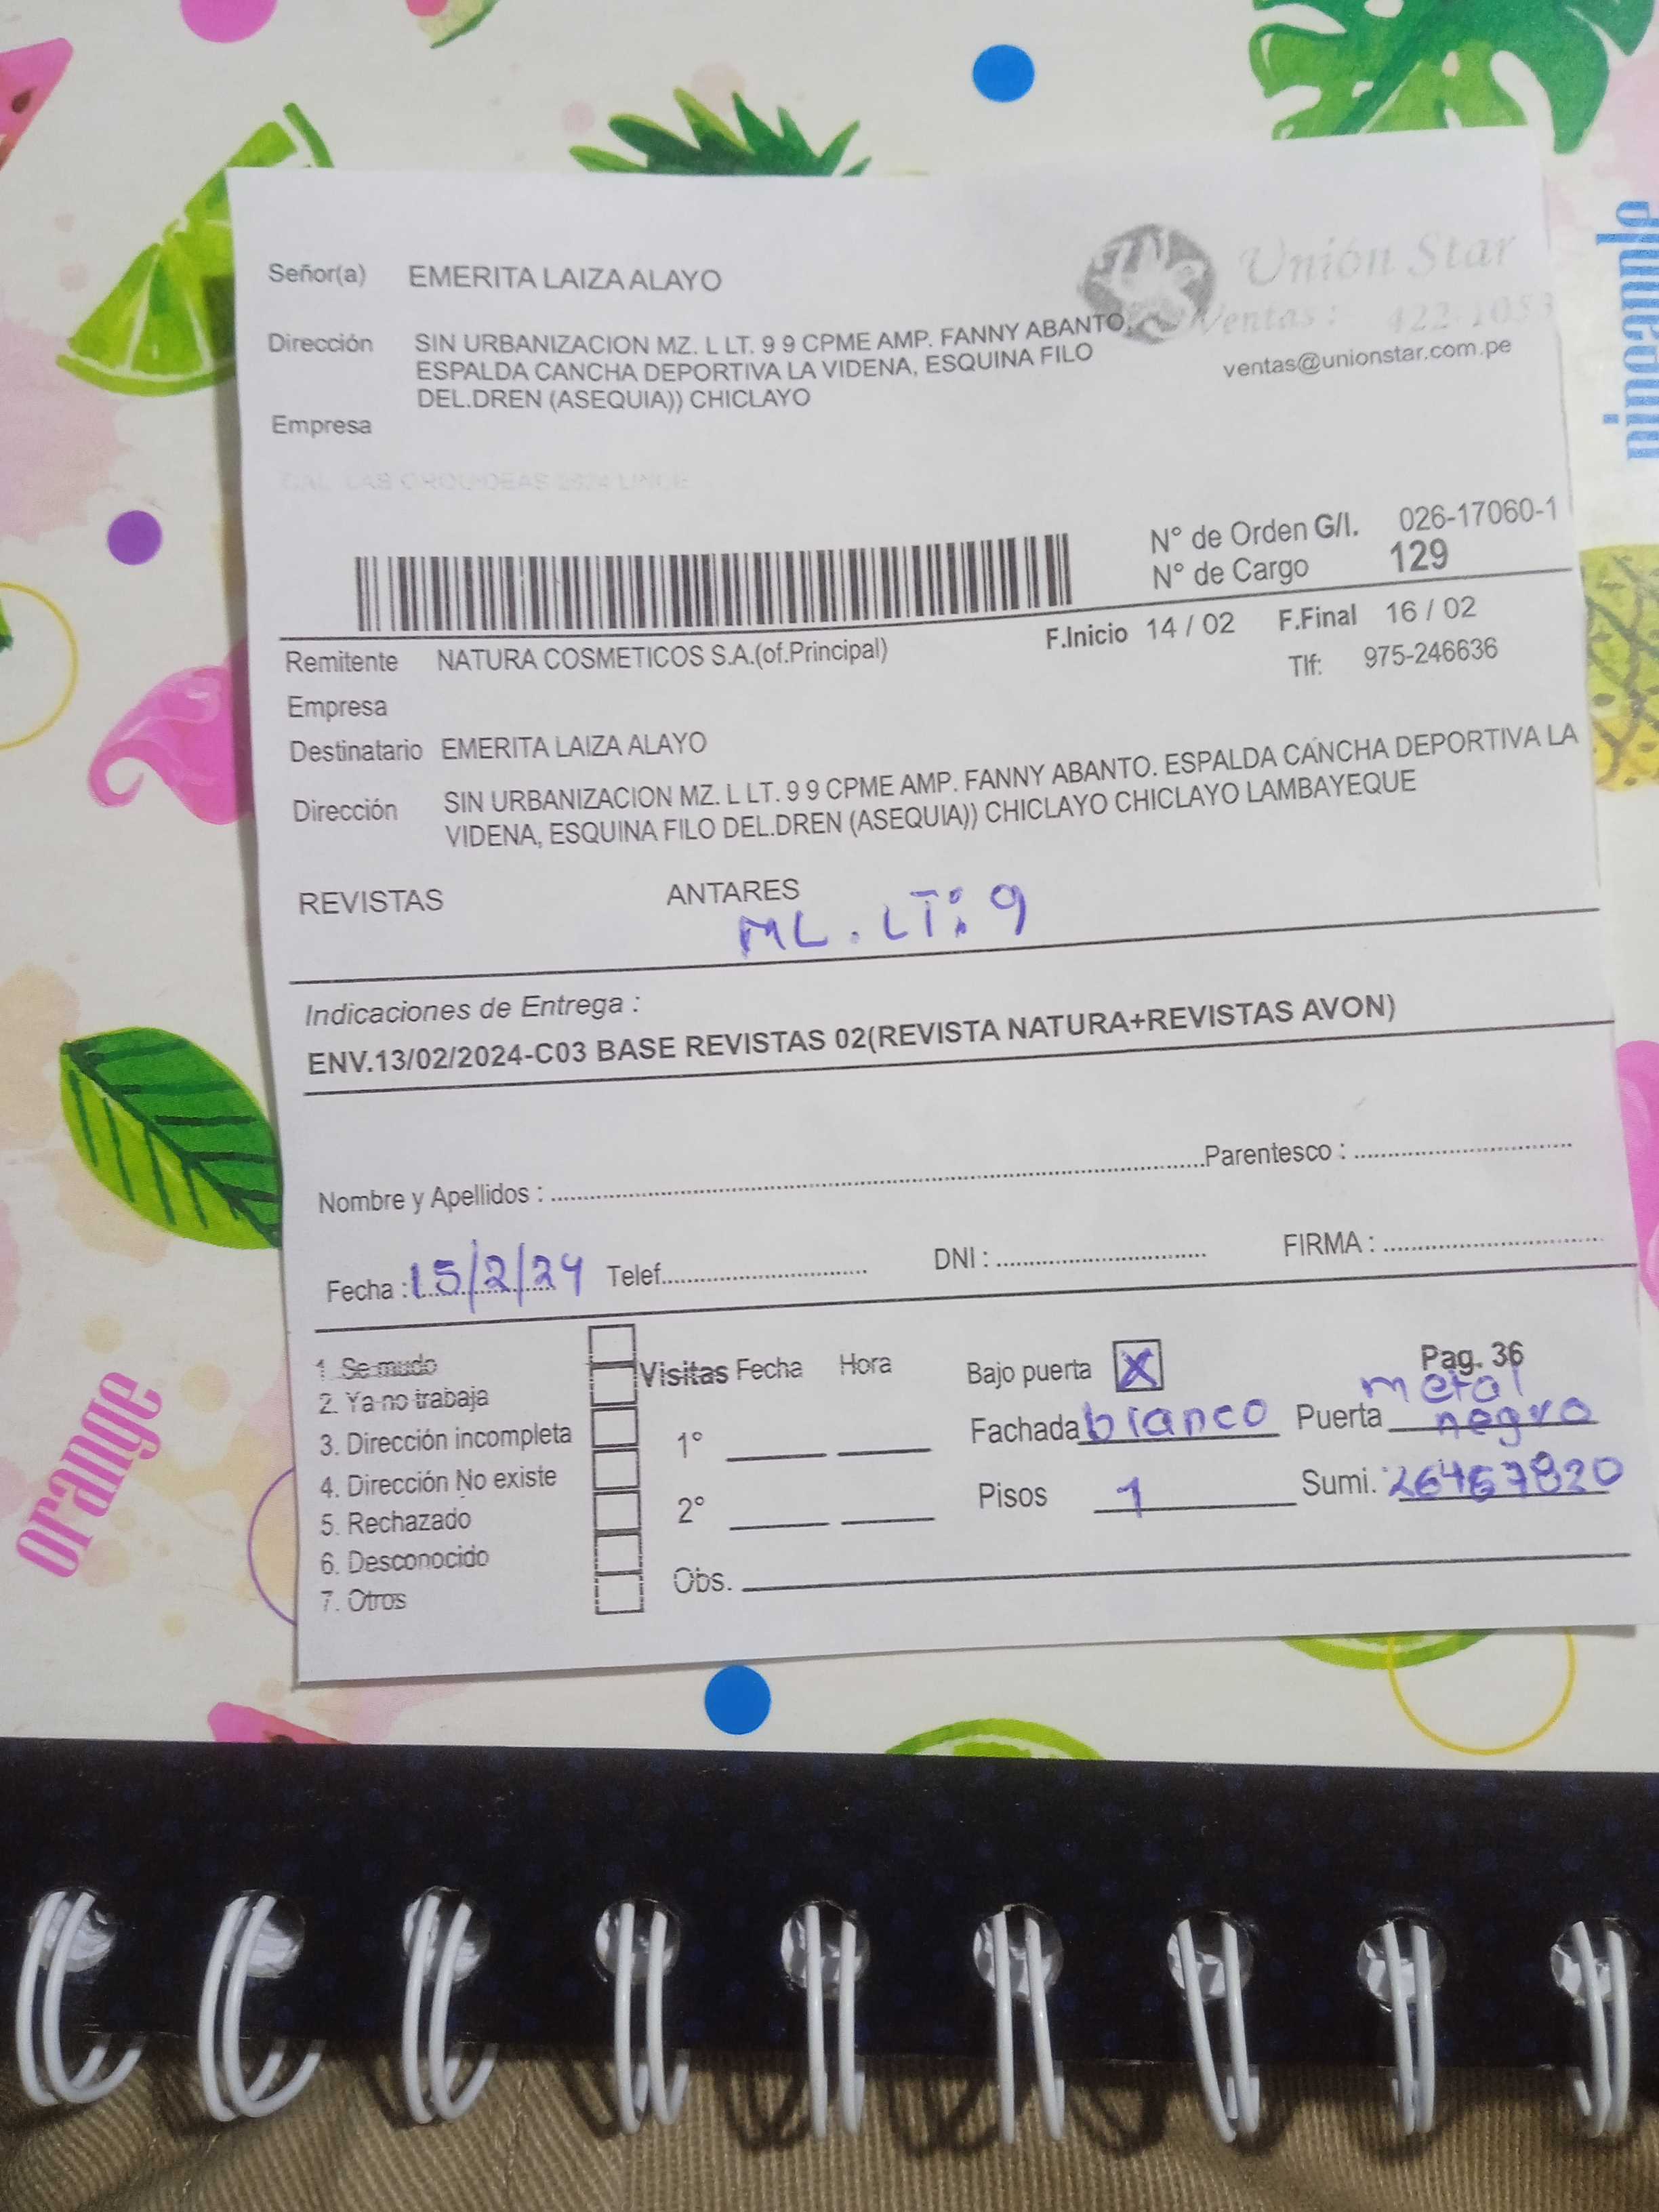 Señor(a) EMERITA LAIZA ALAYO
Unión Star
Ventas: 422-1053
ventas@unionstar.com.pe
Dirección SIN URBANIZACION MZ. L LT. 9 9 CPME AMP. FANNY ABANTO.
ESPALDA CANCHA DEPORTIVA LA VIDENA, ESQUINA FILO
DEL.DREN (ASEQUIA)) CHICLAYO
Empresa
CAL. LAS ORQUIDEAS LINCE
N° de Orden G/I. 026-17060-1
N° de Cargo 129
F.Inicio 14 / 02 F.Final 16 / 02
Remitente NATURA COSMETICOS S.A.(of.Principal)
Tlf: 975-246636
Empresa
Destinatario EMERITA LAIZA ALAYO
Dirección SIN URBANIZACION MZ. L LT. 9 9 CPME AMP. FANNY ABANTO. ESPALDA CANCHA DEPORTIVA LA
VIDENA, ESQUINA FILO DEL.DREN (ASEQUIA)) CHICLAYO CHICLAYO LAMBAYEQUE
REVISTAS ANTARES
ML. LT: 9
Indicaciones de Entrega :
ENV.13/02/2024-C03 BASE REVISTAS 02(REVISTA NATURA+REVISTAS AVON)
Nombre y Apellidos : Parentesco :
Fecha : 15/2/24 Telef. DNI : FIRMA :
1. Se mudo
2. Ya no trabaja
3. Dirección incompleta
4. Dirección No existe
5. Rechazado
6. Desconocido
7. Otros
Visitas Fecha Hora
1°
2°
Obs.
Bajo puerta X
Pag. 36
Fachada blanco Puerta metal
negro
Pisos 1 Sumi. 26467820
pineapple
orange